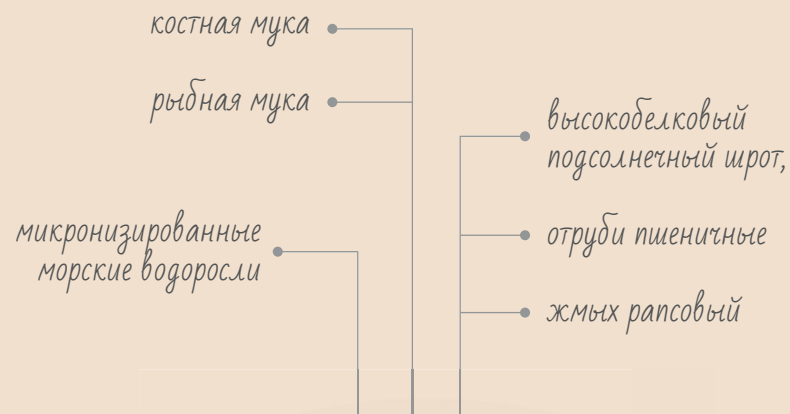 костная мука
рыбная мука
высокобелковый
подсолнечный шрот,
микронизированные
морские водоросли
отруби пшеничные
жмых рапсовый